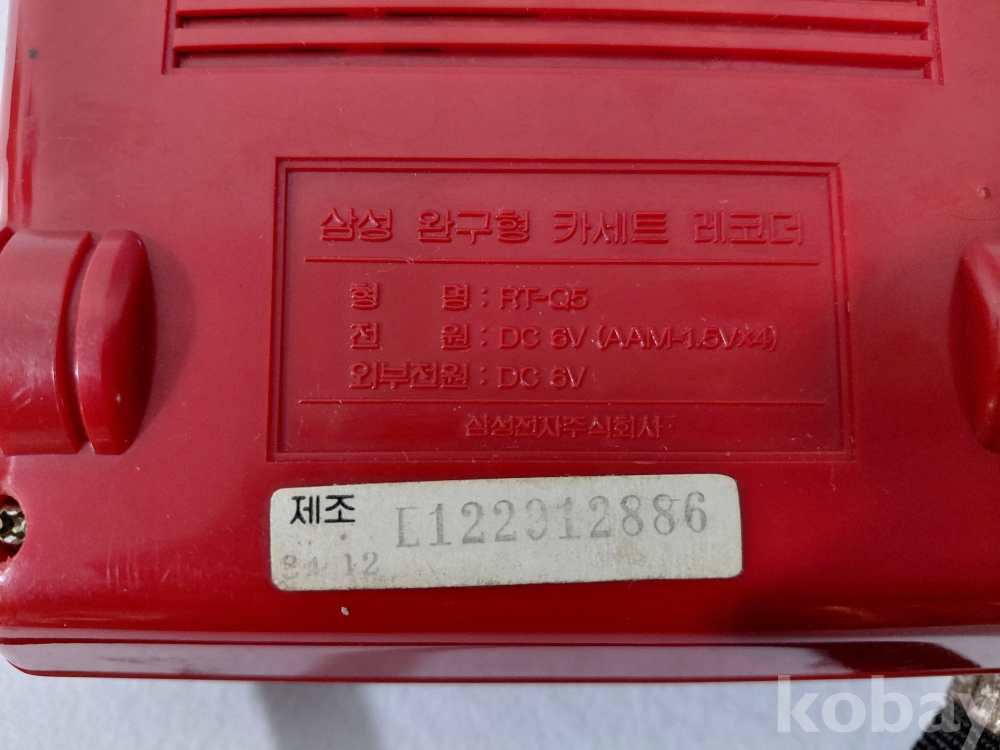 삼성 완구형 카세트 레코더
형 명 : RT-Q5
전 원 : DC 6V (AAM-1.5V×4)
외부전원 : DC 6V
삼성전자주식회사
제조 L122912886
84 12
kobay